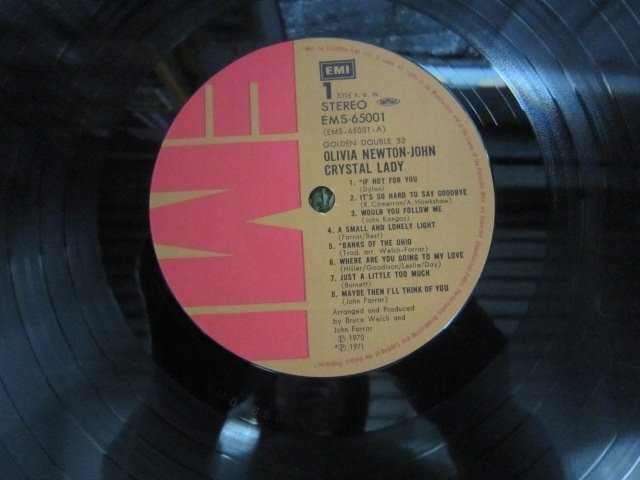 EMI
1 33⅓ r. p. m.
STEREO
EMS-65001
(EMS-65001-A)
GOLDEN DOUBLE 32
OLIVIA NEWTON-JOHN
CRYSTAL LADY
1. *IF NOT FOR YOU
(Dylan)
2. IT'S SO HARD TO SAY GOODBYE
(R. Camerron/A. Hawkshaw)
3. WOULD YOU FOLLOW ME
(John Kongos)
4. A SMALL AND LONELY LIGHT
(Farrar/Best)
5. *BANKS OF THE OHIO
(Trad. arr. Welch-Farrar)
6. WHERE ARE YOU GOING TO MY LOVE
(Hiller/Goodison/Leslie/Day)
7. JUST A LITTLE TOO MUCH
(Burnett)
8. MAYBE THEN I'LL THINK OF YOU
(John Farrar)
Arranged and Produced
by Bruce Welch and
John Farrar
Ⓟ 1970
*Ⓟ 1971
EMI